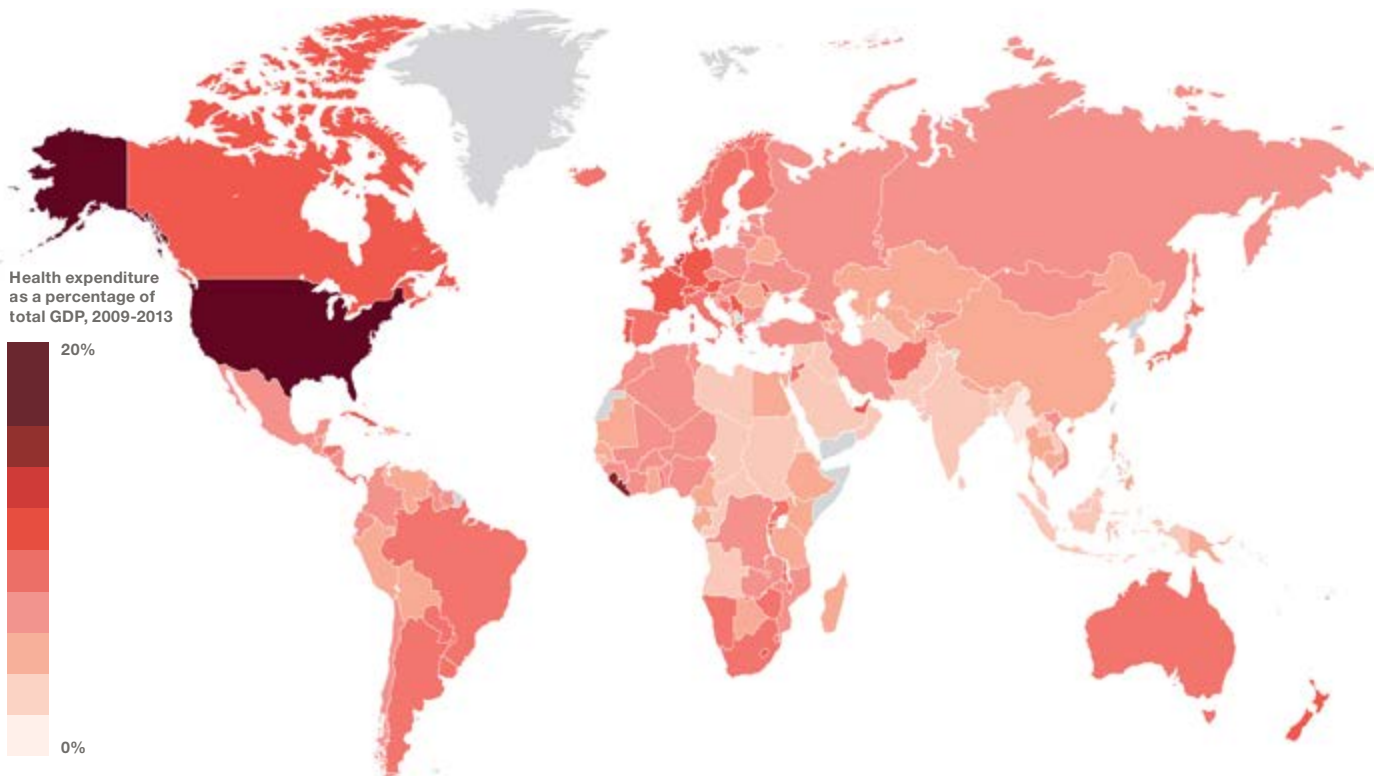 Health expenditure
as a percentage of
total GDP, 2009-2013
20%
0%